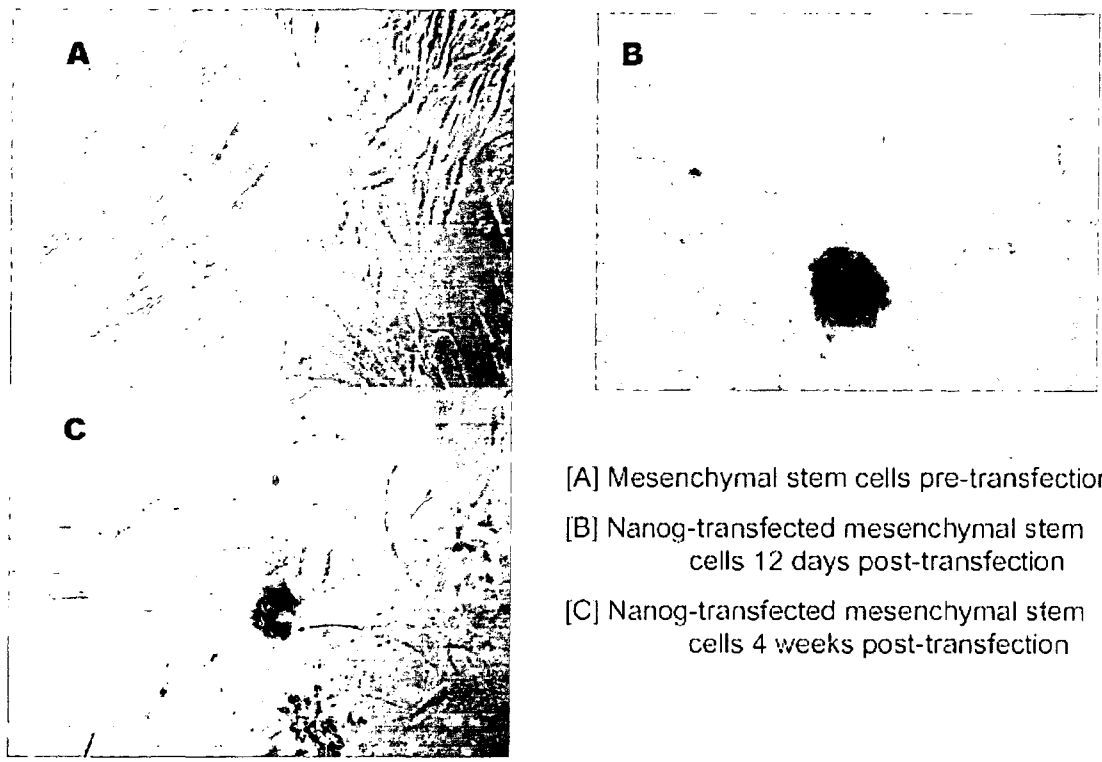 A
B
C
[A] Mesenchymal stem cells pre-transfection
[B] Nanog-transfected mesenchymal stem
cells 12 days post-transfection
[C] Nanog-transfected mesenchymal stem
cells 4 weeks post-transfection